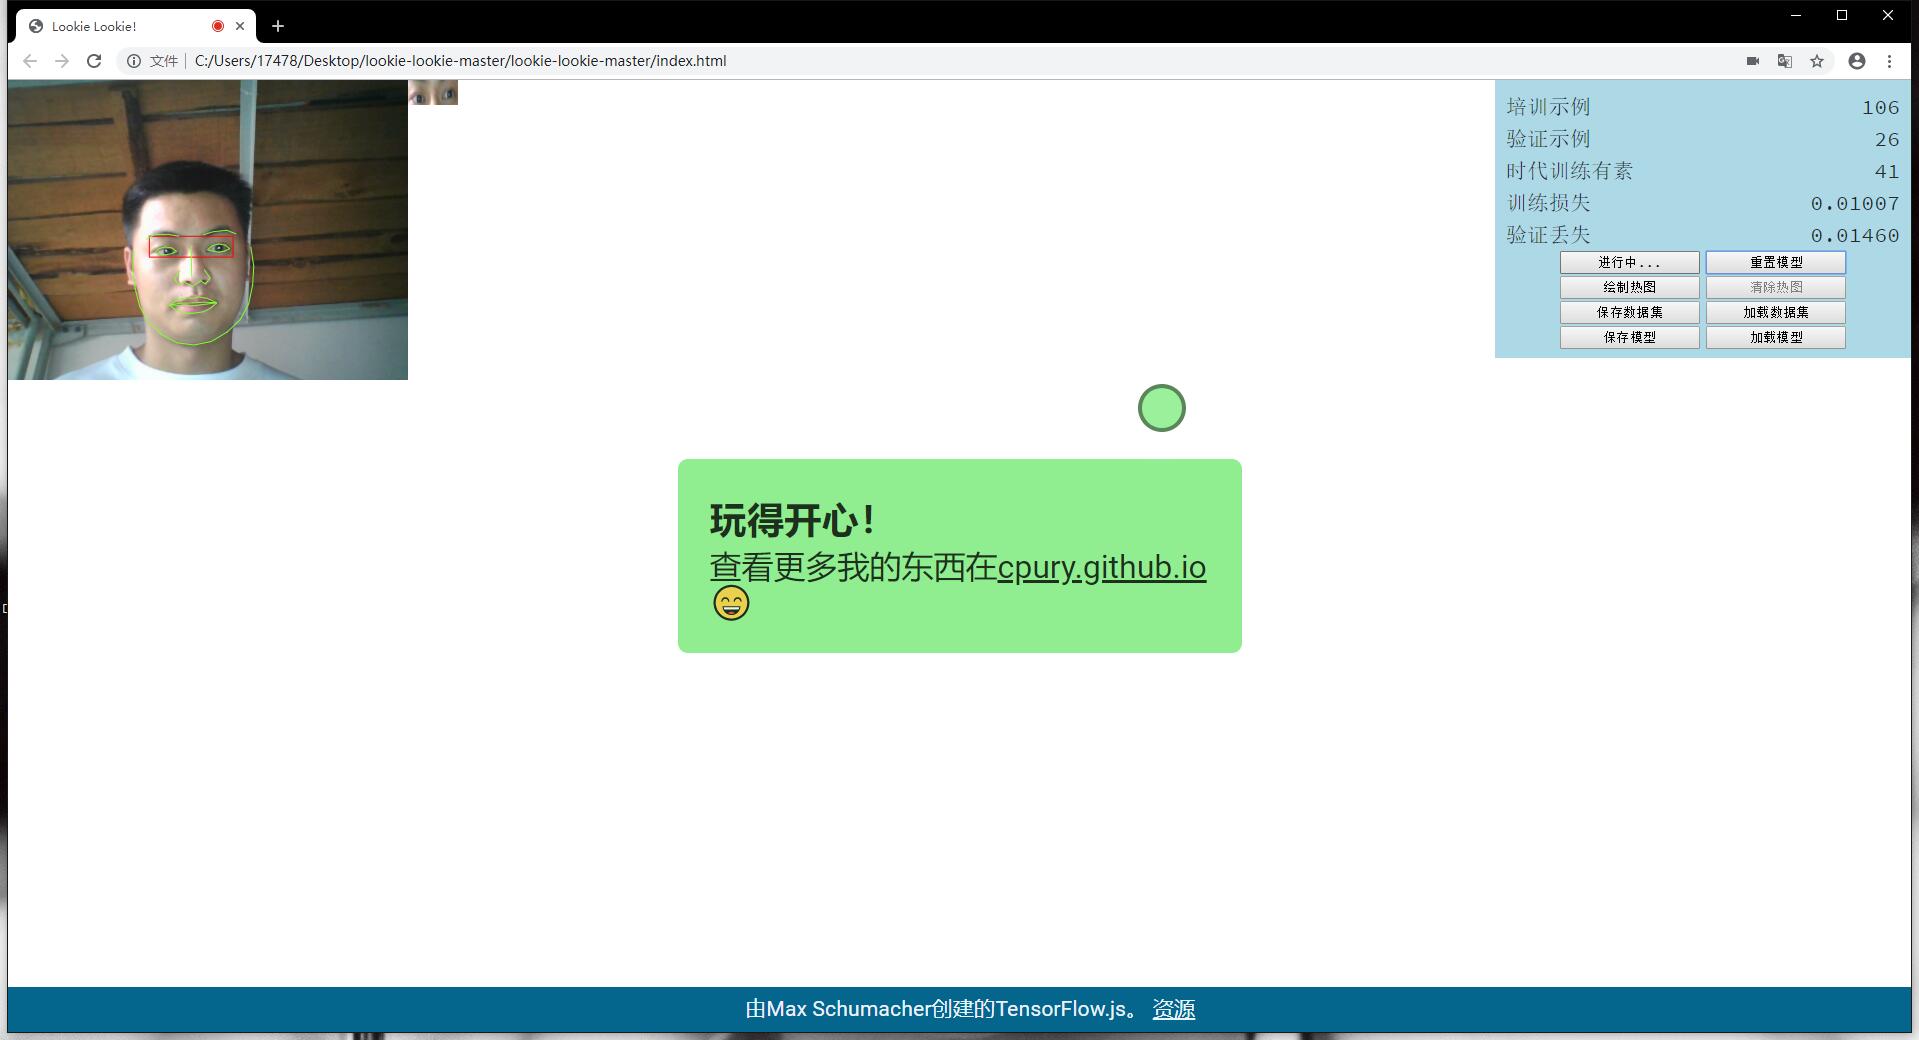 Lookie Lookie!
文件 | C:/Users/17478/Desktop/lookie-lookie-master/lookie-lookie-master/index.html
培训示例 106
验证示例 26
时代训练有素 41
训练损失 0.01007
验证丢失 0.01460
进行中... 重置模型
绘制热图 清除热图
保存数据集 加载数据集
保存模型 加载模型
玩得开心！
查看更多我的东西在cpury.github.io
😄
由Max Schumacher创建的TensorFlow.js。 资源